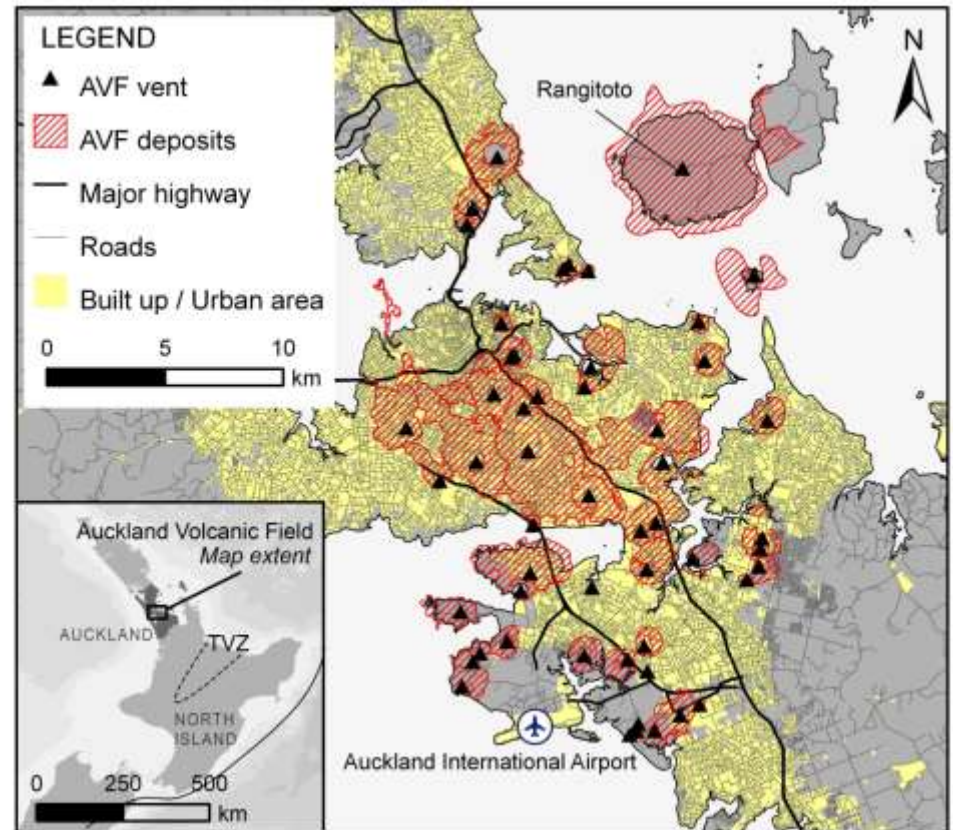 LEGEND
AVF vent
AVF deposits
Major highway
Roads
Built up / Urban area
0 5 10
km
N
Rangitoto
Auckland International Airport
Auckland Volcanic Field
Map extent
AUCKLAND
TVZ
NORTH
ISLAND
0 250 500
km